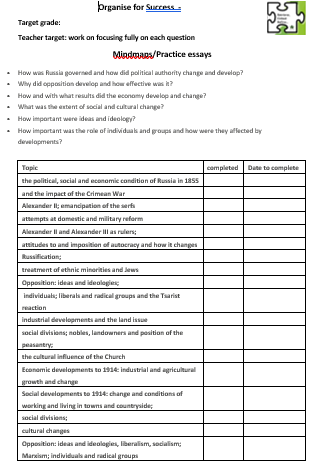 Organise for Success -
Target grade:
Teacher target: work on focusing fully on each question
Mindmaps/Practice essays
• How was Russia governed and how did political authority change and develop?
• Why did opposition develop and how effective was it?
• How and with what results did the economy develop and change?
• What was the extent of social and cultural change?
• How important were ideas and ideology?
• How important was the role of individuals and groups and how were they affected by
developments?
Topic completed Date to complete
the political, social and economic condition of Russia in 1855
and the impact of the Crimean War
Alexander II; emancipation of the serfs
attempts at domestic and military reform
Alexander II and Alexander III as rulers;
attitudes to and imposition of autocracy and how it changes
Russification;
treatment of ethnic minorities and Jews
Opposition: ideas and ideologies;
individuals; liberals and radical groups and the Tsarist
reaction
industrial developments and the land issue
social divisions; nobles, landowners and position of the
peasantry;
the cultural influence of the Church
Economic developments to 1914: industrial and agricultural
growth and change
Social developments to 1914: change and conditions of
working and living in towns and countryside;
social divisions;
cultural changes
Opposition: ideas and ideologies, liberalism, socialism;
Marxism; individuals and radical groups